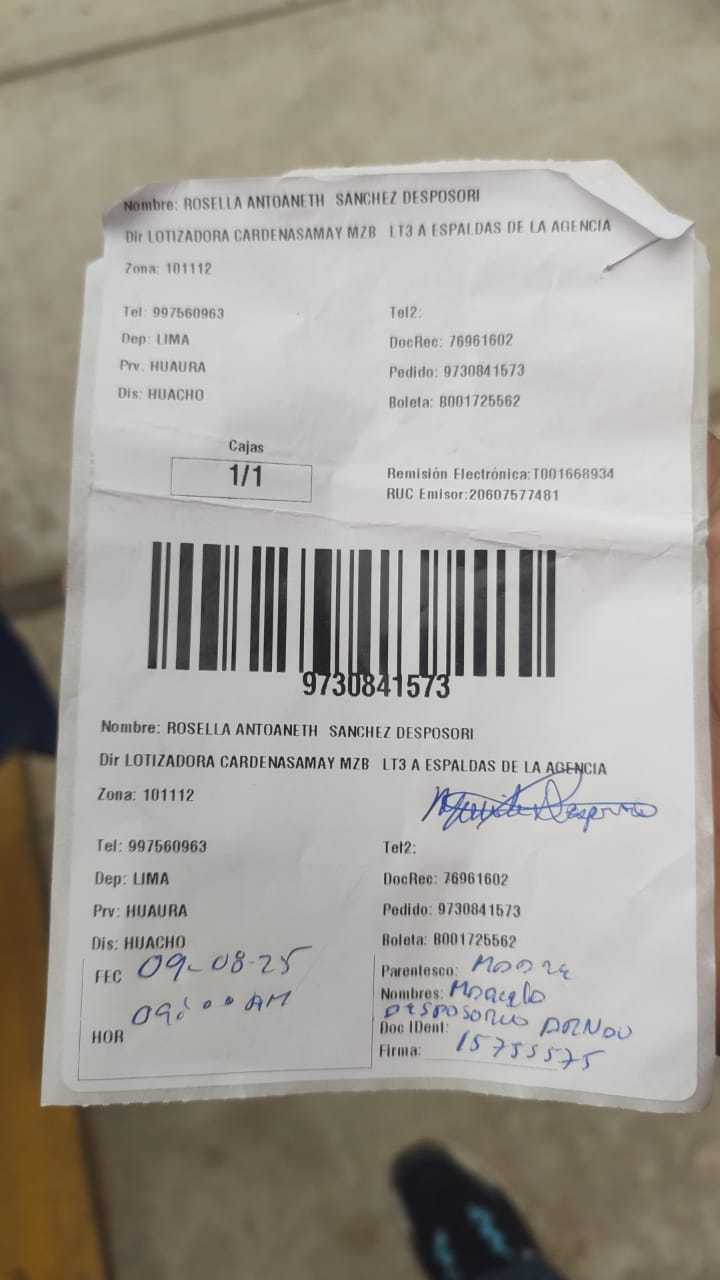 Nombre: ROSELLA ANTOANETH SANCHEZ DESPOSORI
Dir LOTIZADORA CARDENASAMAY MZB LT3 A ESPALDAS DE LA AGENCIA
Zona: 101112
Tel: 997560963 Tel2:
Dep: LIMA DocRec: 76961602
Prv: HUAURA Pedido: 9730841573
Dis: HUACHO Boleta: B001725562
Cajas
1/1
Remisión Electrónica:T001668934
RUC Emisor:20607577481
9730841573
Nombre: ROSELLA ANTOANETH SANCHEZ DESPOSORI
Dir LOTIZADORA CARDENASAMAY MZB LT3 A ESPALDAS DE LA AGENCIA
Zona: 101112
Tel: 997560963 Tel2:
Dep: LIMA DocRec: 76961602
Prv: HUAURA Pedido: 9730841573
Dis: HUACHO Boleta: B001725562
FEC 09-08-25 Parentesco: MADRE
Nombres:
HOR 09:00 AM DESPOSORIO
Doc IDent: 15755575
Firma: